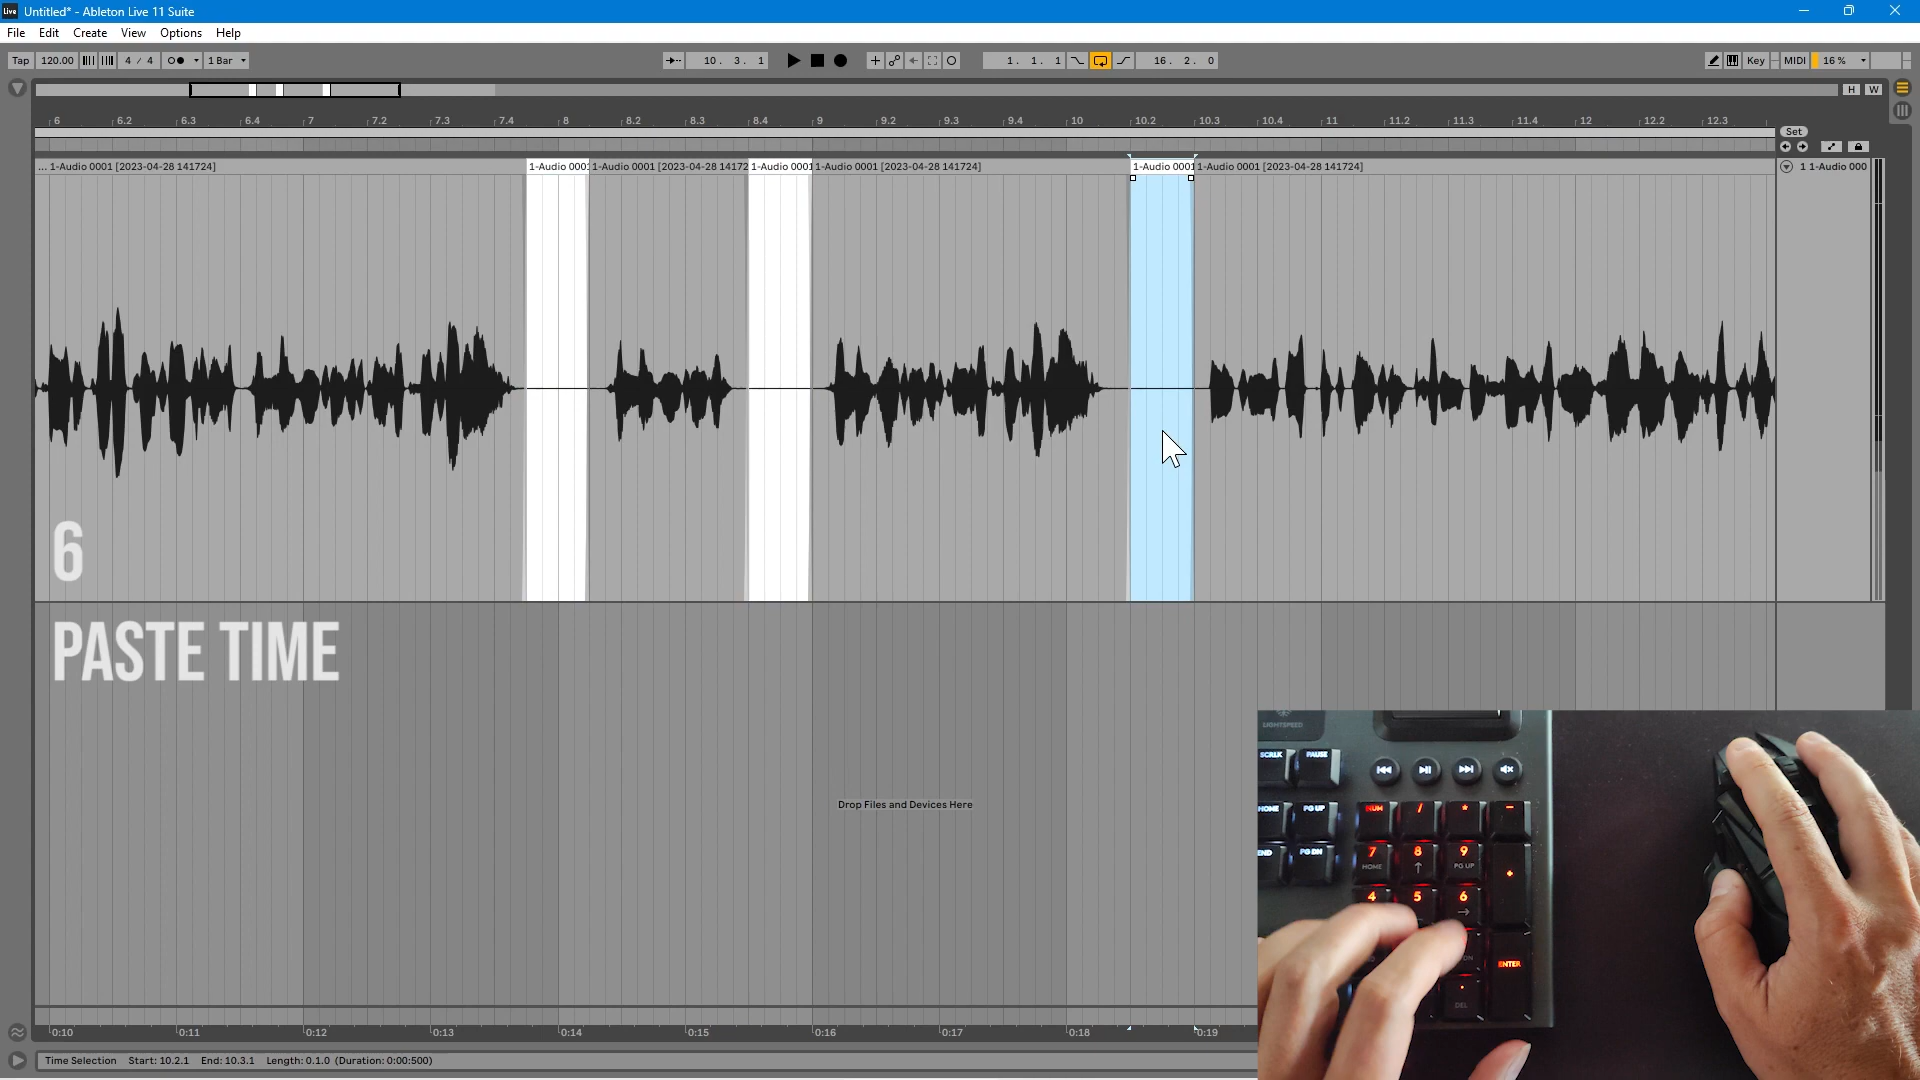 Live Untitled* - Ableton Live 11 Suite
File Edit Create View Options Help
Tap 120.00 4 / 4 1 Bar 10. 3. 1 1. 1. 1 16. 2. 0 Key MIDI 16 %
H W
6 6.2 6.3 6.4 7 7.2 7.3 7.4 8 8.2 8.3 8.4 9 9.2 9.3 9.4 10 10.2 10.3 10.4 11 11.2 11.3 11.4 12 12.2 12.3
Set
... 1-Audio 0001 [2023-04-28 141724] 1-Audio 0001 1-Audio 0001 [2023-04-28 14172 1-Audio 0001 1-Audio 0001 [2023-04-28 141724] 1-Audio 0001 1-Audio 0001 [2023-04-28 141724] 1 1-Audio 000
6
PASTE TIME
Drop Files and Devices Here
LIGHTSPEED
SCRLK PAUSE
HOME PG UP NUM / * -
END PG DN 7 8 9 +
HOME PG UP
4 5 6
ENTER
.
DEL
0:10 0:11 0:12 0:13 0:14 0:15 0:16 0:17 0:18 0:19
Time Selection Start: 10.2.1 End: 10.3.1 Length: 0.1.0 (Duration: 0:00:500)